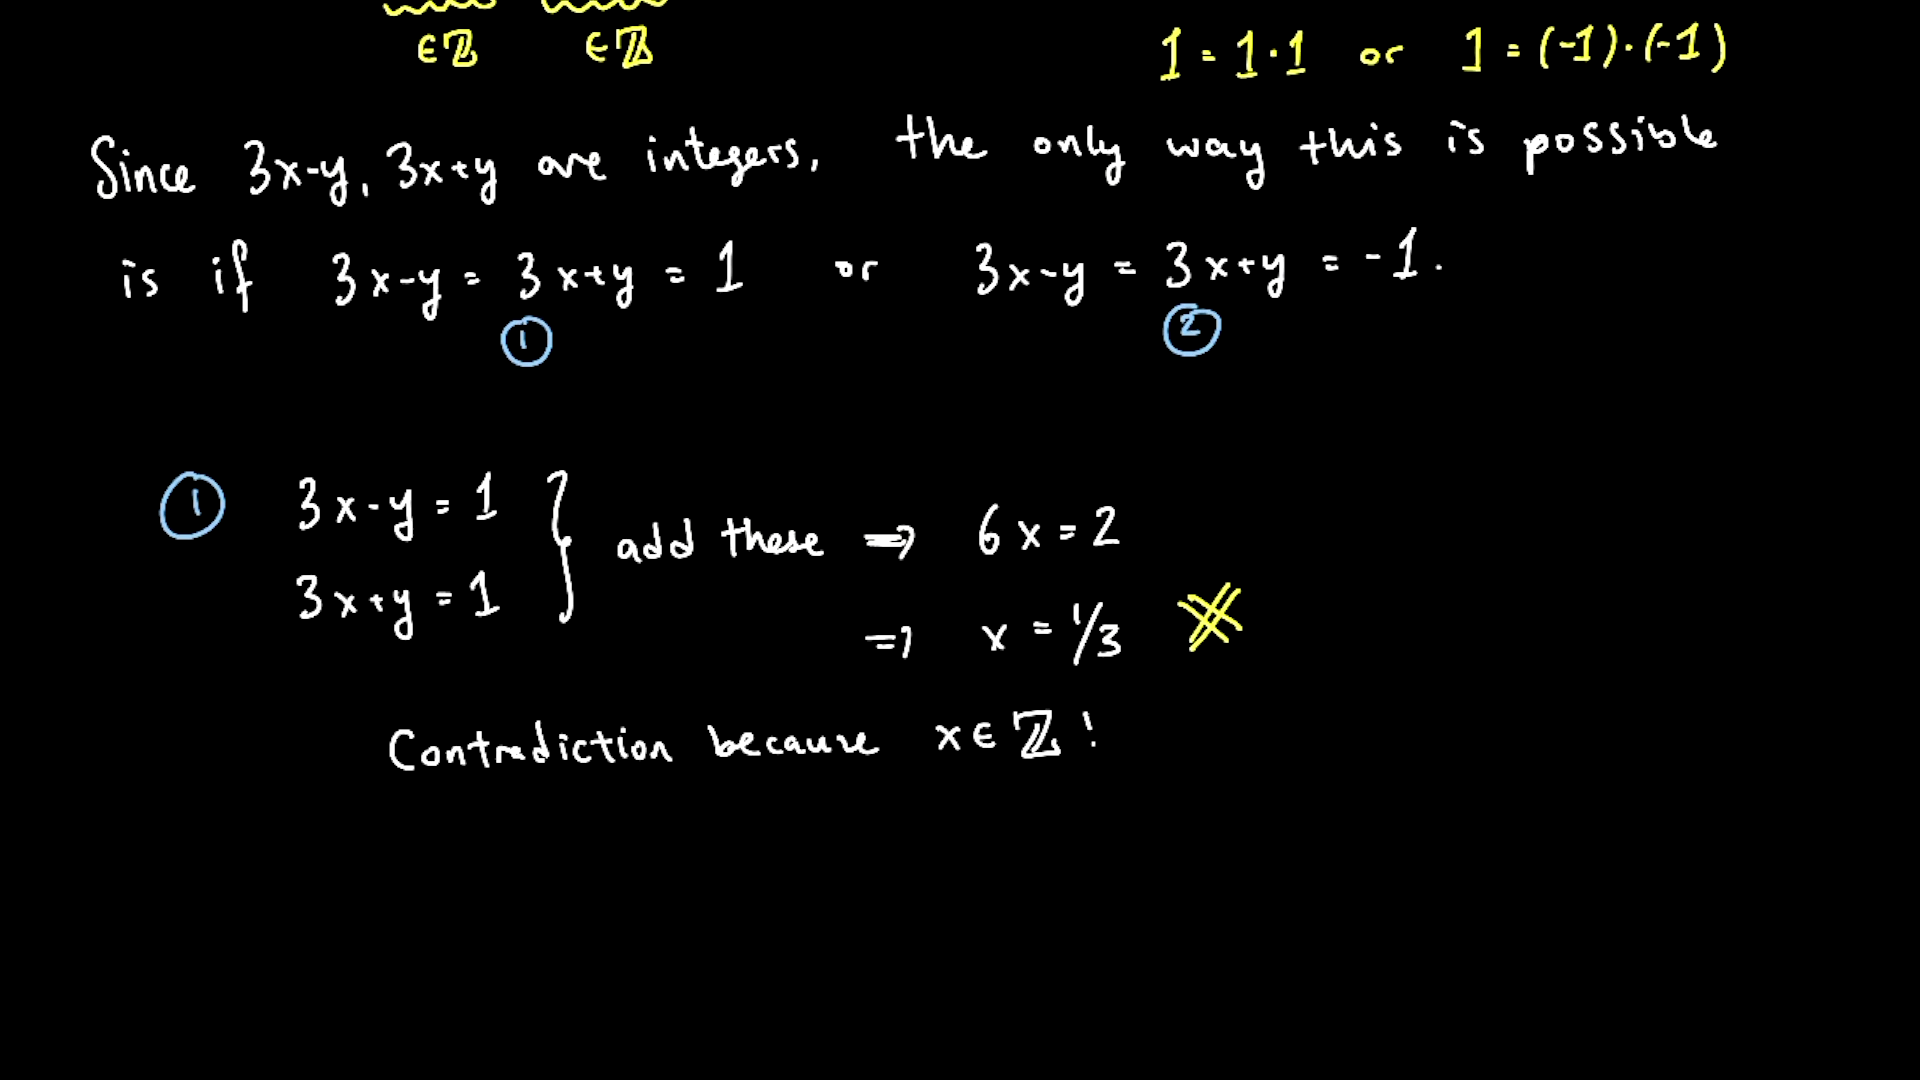 ∈ℤ ∈ℤ
1 = 1·1 or 1 = (-1)·(-1)
Since 3x-y, 3x+y are integers, the only way this is possible
is if 3x-y = 3x+y = 1 or 3x-y = 3x+y = -1.
① ②
① 3x-y = 1
3x+y = 1
add these ⇒ 6x = 2
⇒ x = 1/3
Contradiction because x∈ℤ!